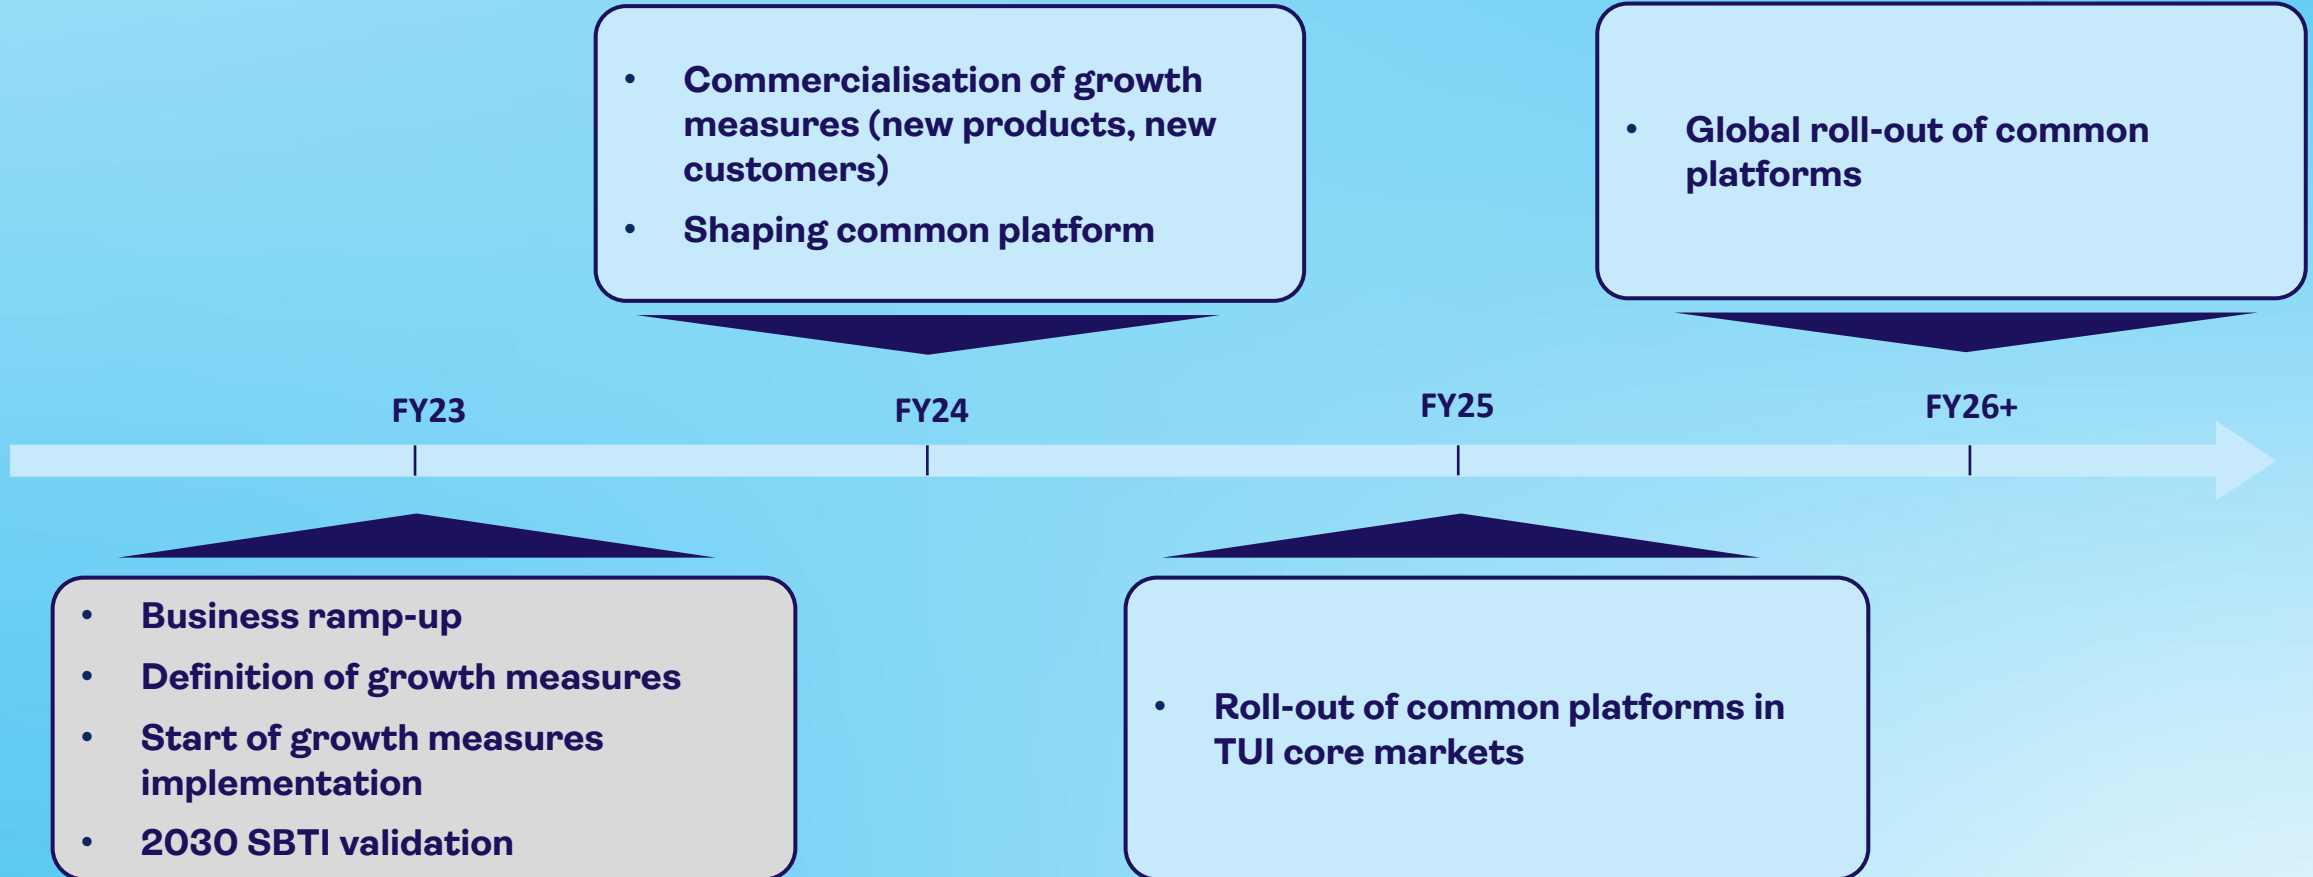 • Commercialisation of growth
measures (new products, new
customers)
• Shaping common platform
• Global roll-out of common
platforms
FY23
FY24
FY25
FY26+
• Business ramp-up
• Definition of growth measures
• Start of growth measures
implementation
• 2030 SBTI validation
• Roll-out of common platforms in
TUI core markets